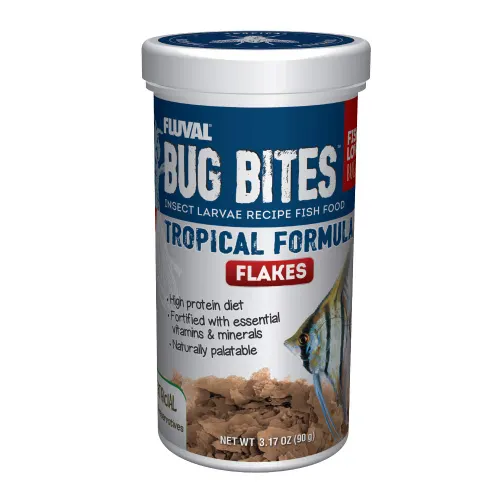 FLUVAL
BUG BITES™
INSECT LARVAE RECIPE FISH FOOD
TROPICAL FORMULA
FLAKES
• High protein diet
• Fortified with essential
vitamins & minerals
• Naturally palatable
NET WT 3.17 OZ (90 g)